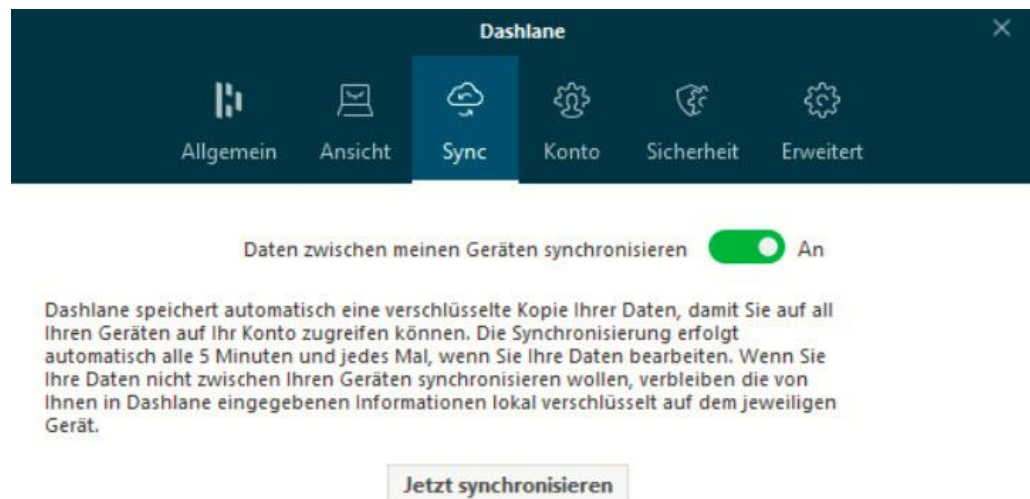 Dashlane
Allgemein Ansicht Sync Konto Sicherheit Erweitert
Daten zwischen meinen Geräten synchronisieren An
Dashlane speichert automatisch eine verschlüsselte Kopie Ihrer Daten, damit Sie auf all
Ihren Geräten auf Ihr Konto zugreifen können. Die Synchronisierung erfolgt
automatisch alle 5 Minuten und jedes Mal, wenn Sie Ihre Daten bearbeiten. Wenn Sie
Ihre Daten nicht zwischen Ihren Geräten synchronisieren wollen, verbleiben die von
Ihnen in Dashlane eingegebenen Informationen lokal verschlüsselt auf dem jeweiligen
Gerät.
Jetzt synchronisieren